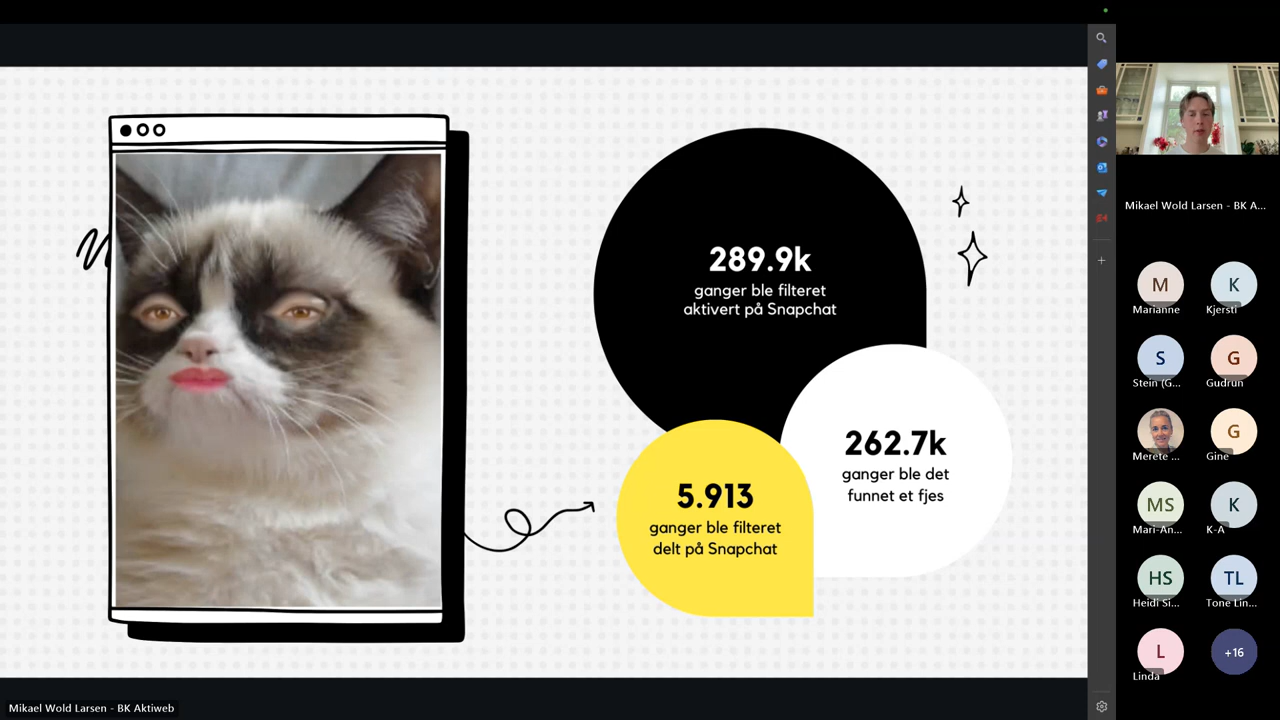 289.9k
ganger ble filteret
aktivert på Snapchat
262.7k
ganger ble det
funnet et fjes
5.913
ganger ble filteret
delt på Snapchat
Mikael Wold Larsen - BK Aktiweb
Mikael Wold Larsen - BK A...
M
Marianne
K
Kjersti
S
Stein (G...
G
Gudrun
Merete ...
G
Gine
MS
Mari-An...
K
K-A
HS
Heidi Si...
TL
Tone Lin...
L
Linda
+16